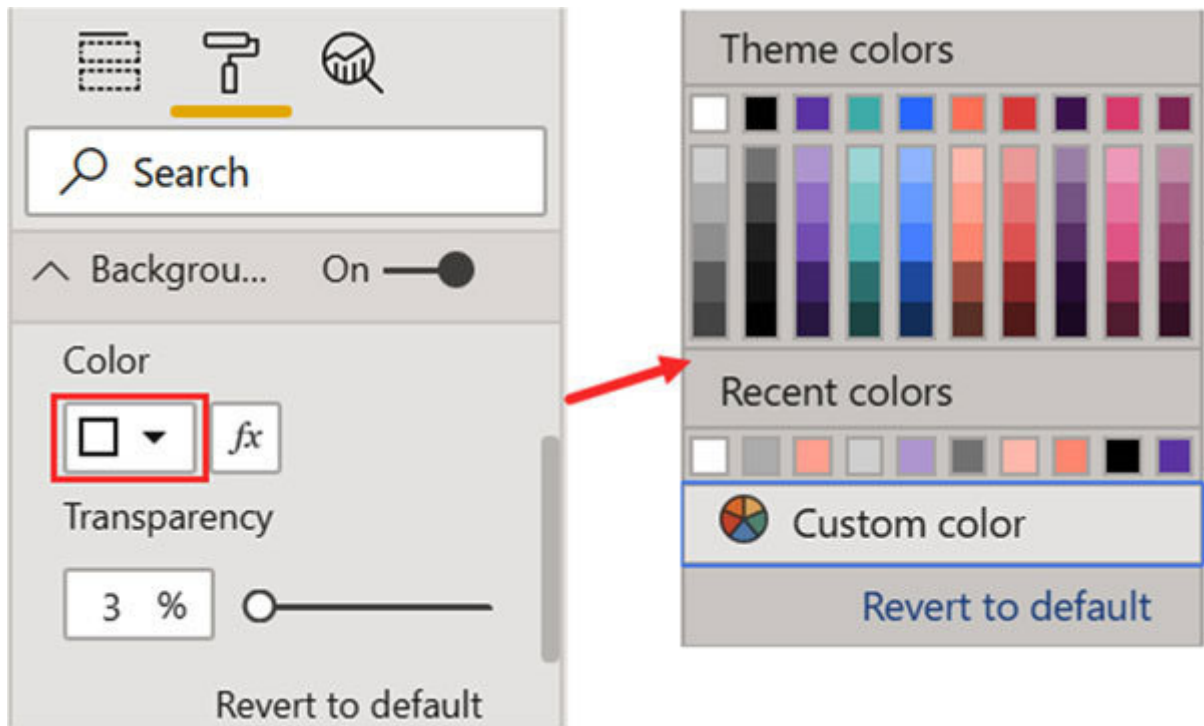 Search
Backgrou... On
Color
fx
Transparency
3 %
Revert to default
Theme colors
Recent colors
Custom color
Revert to default